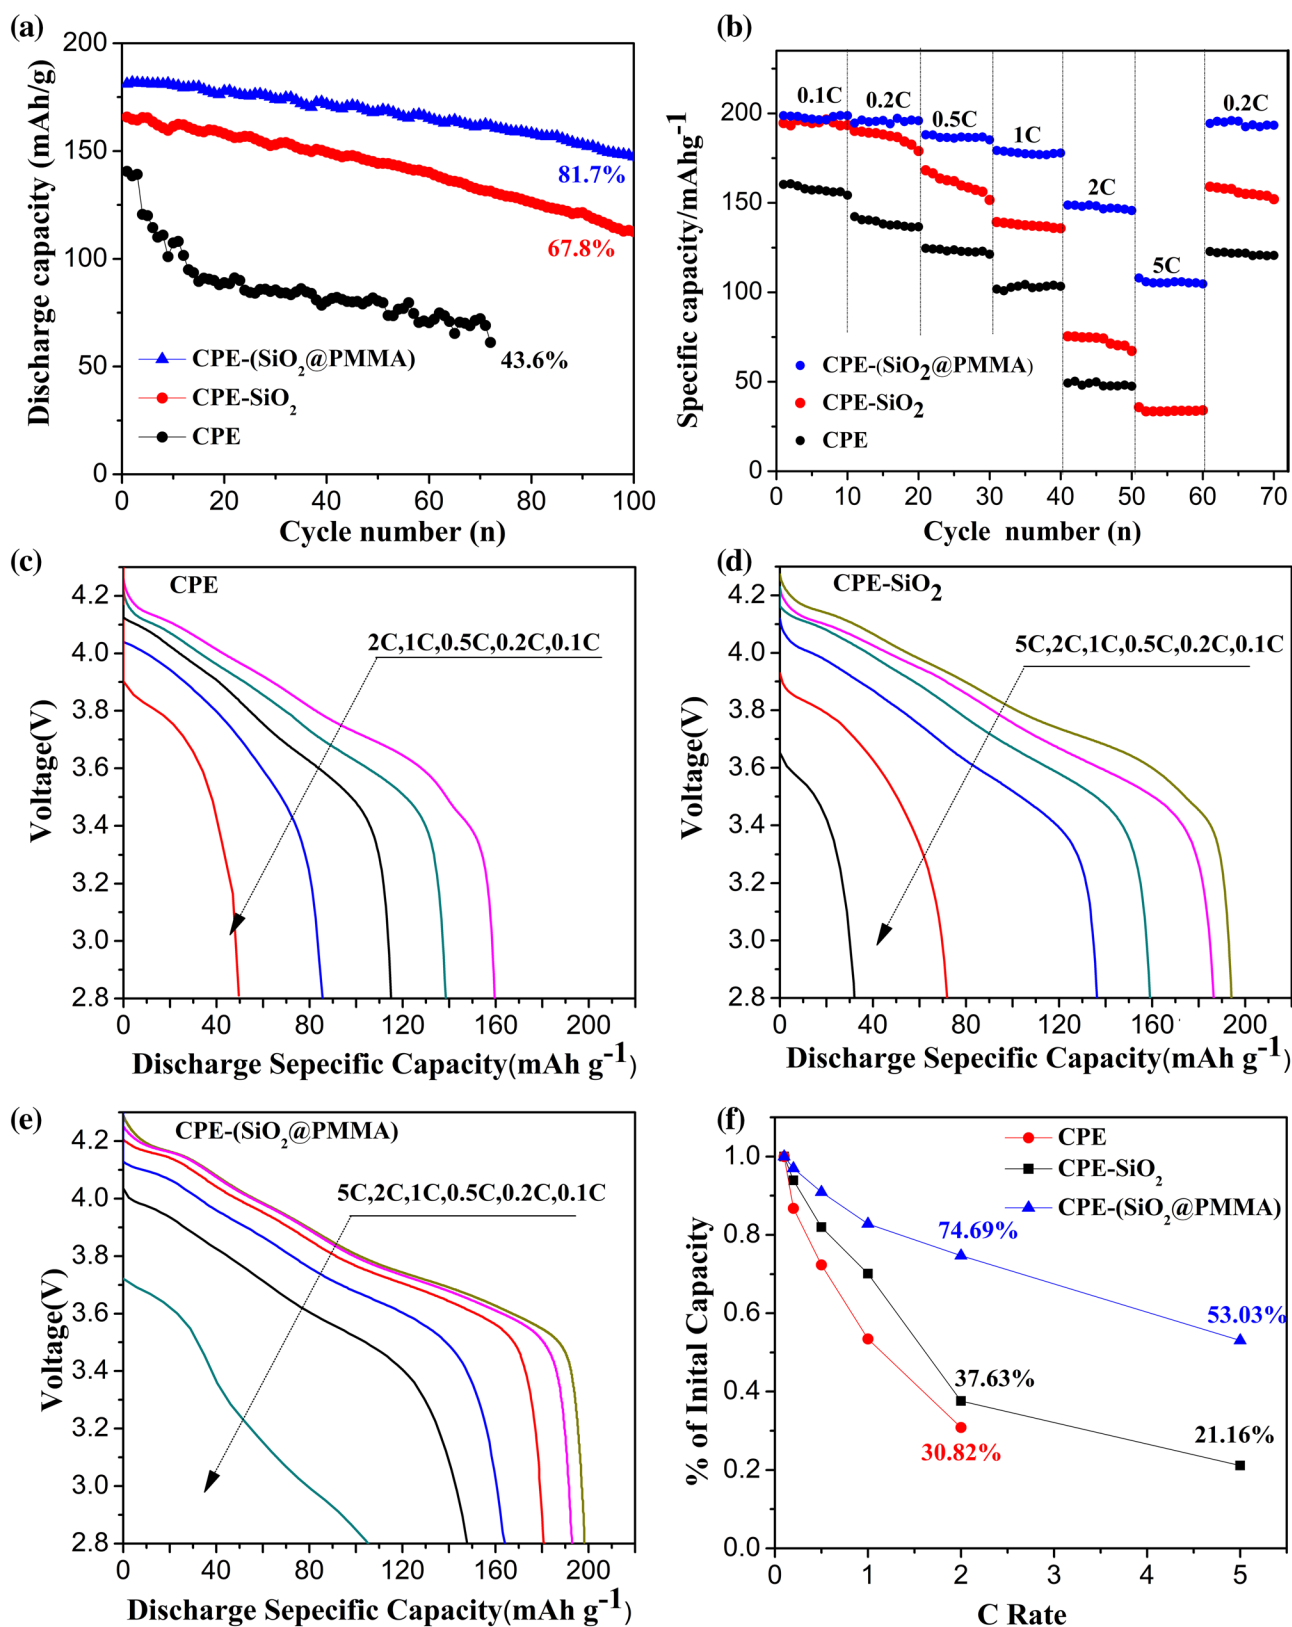 (a)
200
150
100
50
0
Discharge capacity (mAh/g)
81.7%
67.8%
43.6%
CPE-(SiO2@PMMA)
CPE-SiO2
CPE
0 20 40 60 80 100
Cycle number (n)
(b)
200
150
100
50
0
Specific capacity/mAhg-1
0.1C 0.2C 0.5C 1C 2C 5C 0.2C
CPE-(SiO2@PMMA)
CPE-SiO2
CPE
0 10 20 30 40 50 60 70
Cycle number (n)
(c)
4.2
4.0
3.8
3.6
3.4
3.2
3.0
2.8
Voltage(V)
CPE
2C,1C,0.5C,0.2C,0.1C
0 40 80 120 160 200
Discharge Sepecific Capacity(mAh g-1)
(d)
4.2
4.0
3.8
3.6
3.4
3.2
3.0
2.8
Voltage(V)
CPE-SiO2
5C,2C,1C,0.5C,0.2C,0.1C
0 40 80 120 160 200
Discharge Sepecific Capacity(mAh g-1)
(e)
4.2
4.0
3.8
3.6
3.4
3.2
3.0
2.8
Voltage(V)
CPE-(SiO2@PMMA)
5C,2C,1C,0.5C,0.2C,0.1C
0 40 80 120 160 200
Discharge Sepecific Capacity(mAh g-1)
(f)
1.0
0.8
0.6
0.4
0.2
0.0
% of Inital Capacity
CPE
CPE-SiO2
CPE-(SiO2@PMMA)
74.69%
53.03%
37.63%
30.82%
21.16%
0 1 2 3 4 5
C Rate